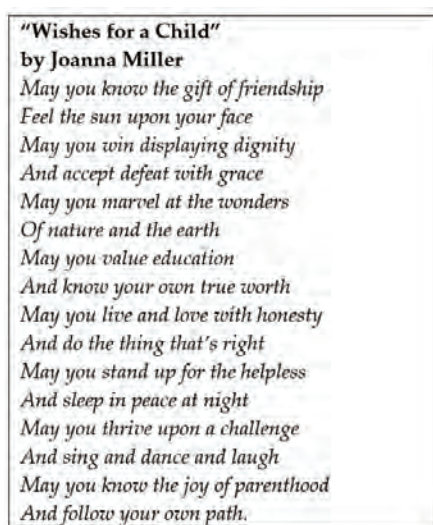 “Wishes for a Child”
by Joanna Miller
May you know the gift of friendship
Feel the sun upon your face
May you win displaying dignity
And accept defeat with grace
May you marvel at the wonders
Of nature and the earth
May you value education
And know your own true worth
May you live and love with honesty
And do the thing that's right
May you stand up for the helpless
And sleep in peace at night
May you thrive upon a challenge
And sing and dance and laugh
May you know the joy of parenthood
And follow your own path.